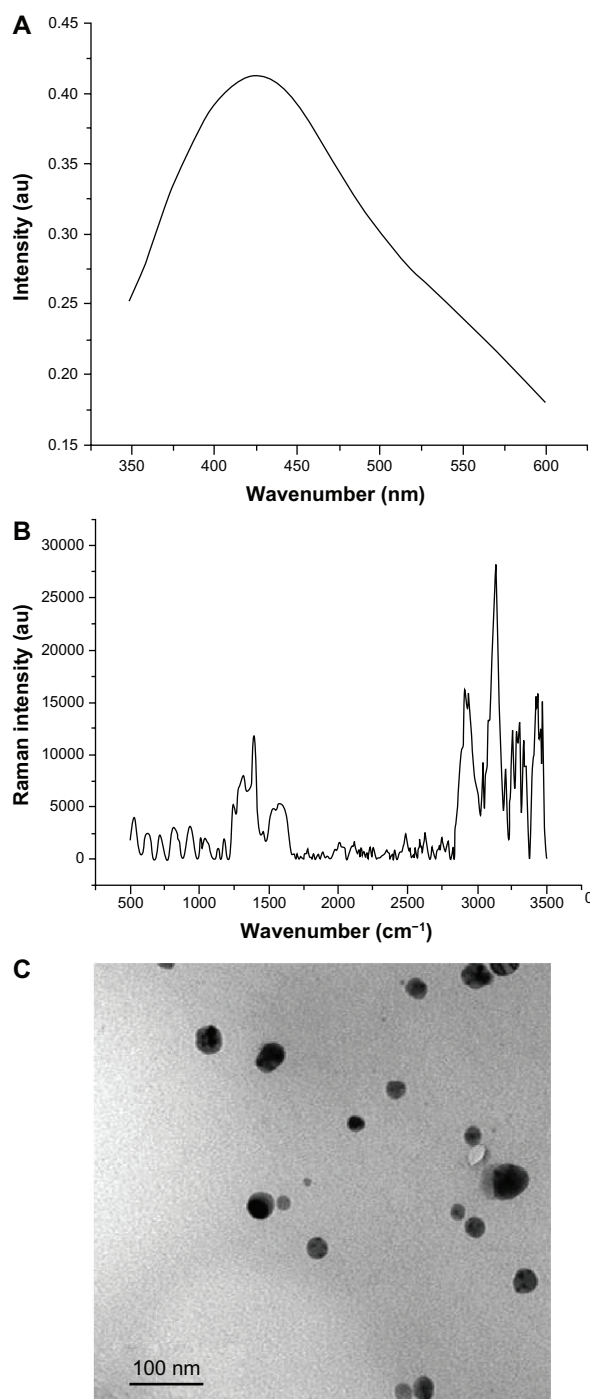 A
0.45
0.40
0.35
0.30
0.25
0.20
0.15
Intensity (au)
350 400 450 500 550 600
Wavenumber (nm)
B
30000
25000
20000
15000
10000
5000
0
Raman intensity (au)
500 1000 1500 2000 2500 3000 3500 0
Wavenumber (cm⁻¹)
C
100 nm